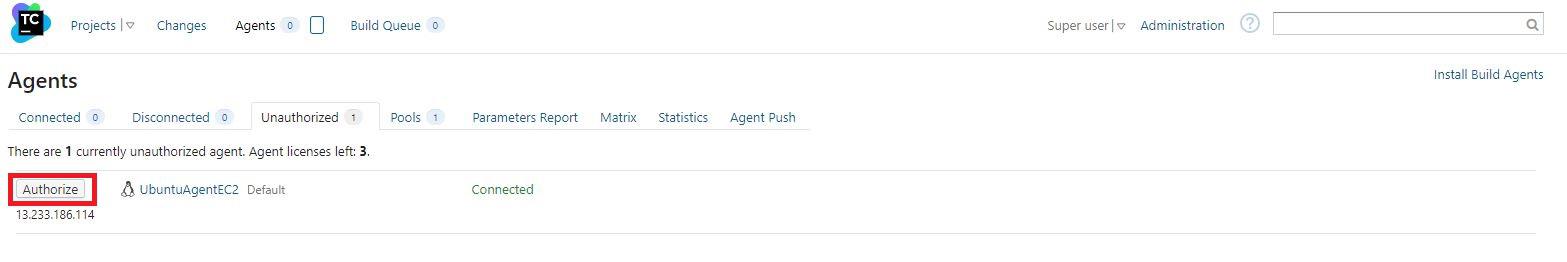 TC Projects Changes Agents 0 Build Queue 0 Super user Administration ?
Agents Install Build Agents
Connected 0 Disconnected 0 Unauthorized 1 Pools 1 Parameters Report Matrix Statistics Agent Push
There are 1 currently unauthorized agent. Agent licenses left: 3.
Authorize UbuntuAgentEC2 Default Connected
13.233.186.114